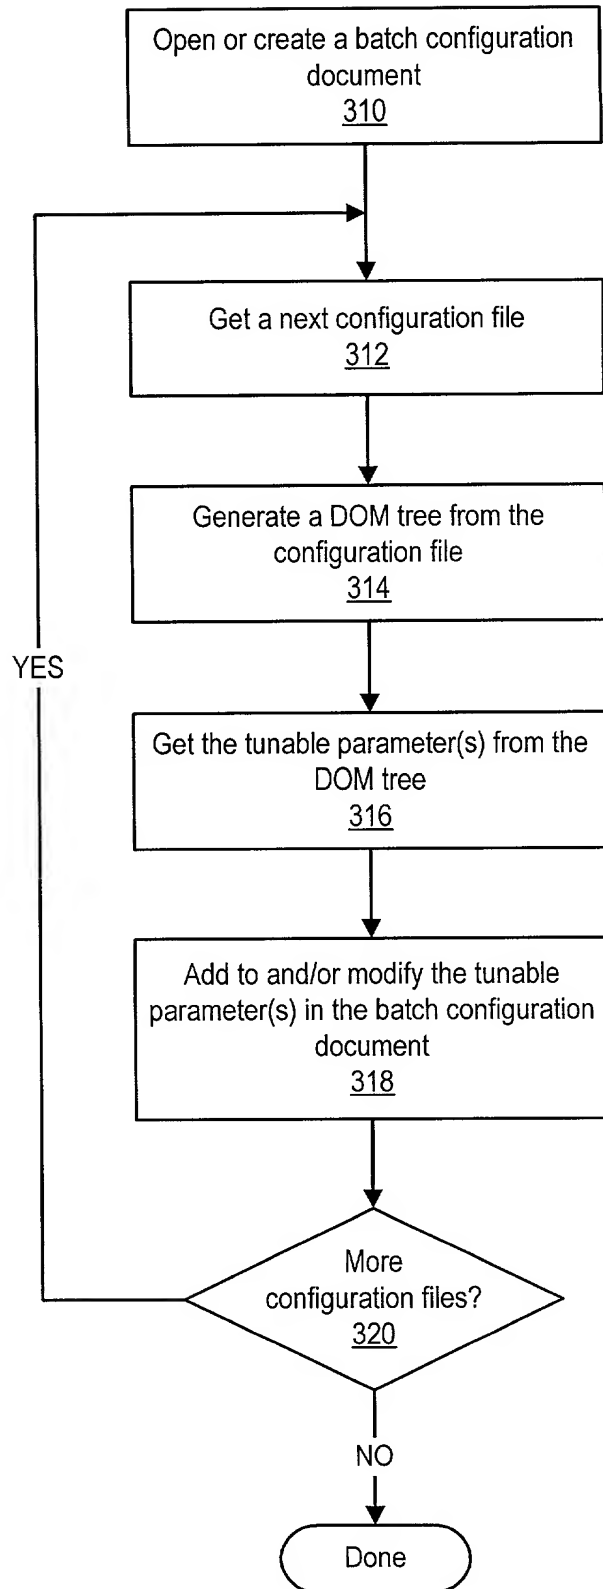 Open or create a batch configuration
document
310
Get a next configuration file
312
Generate a DOM tree from the
configuration file
314
YES
Get the tunable parameter(s) from the
DOM tree
316
Add to and/or modify the tunable
parameter(s) in the batch configuration
document
318
More
configuration files?
320
NO
Done